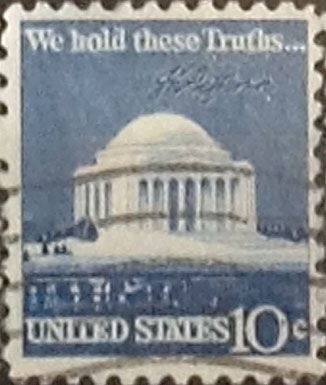 We hold these Truths...
UNITED STATES 10c